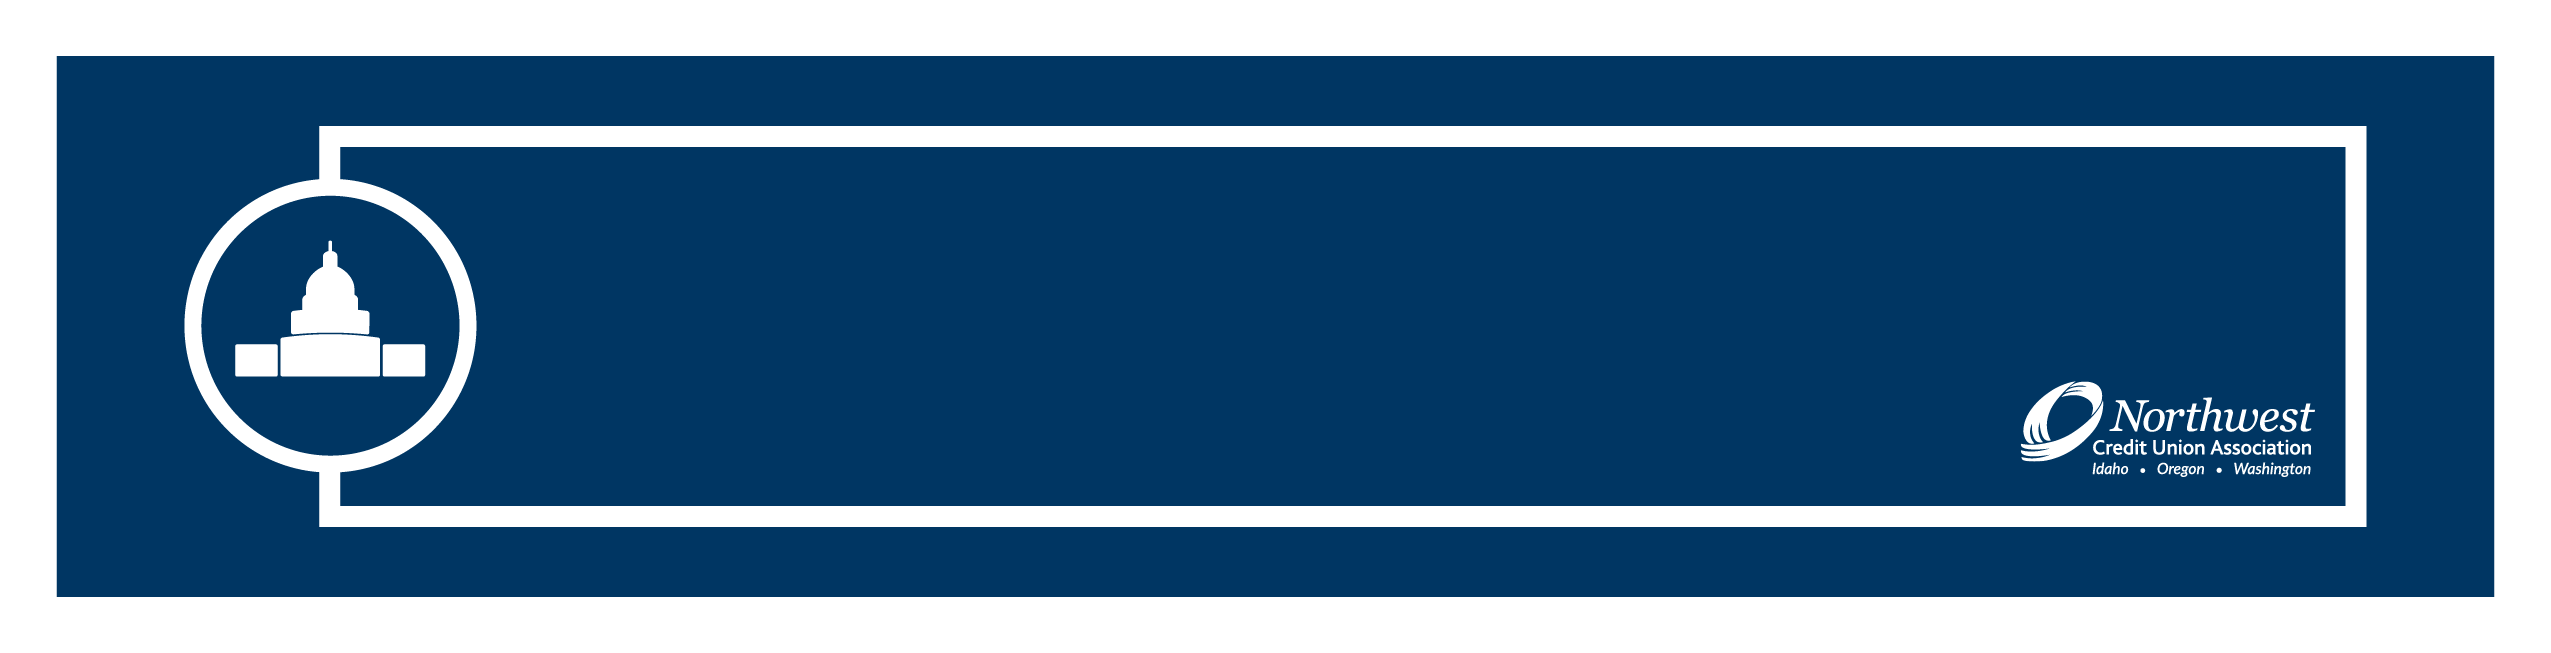 Northwest
Credit Union Association
Idaho • Oregon • Washington